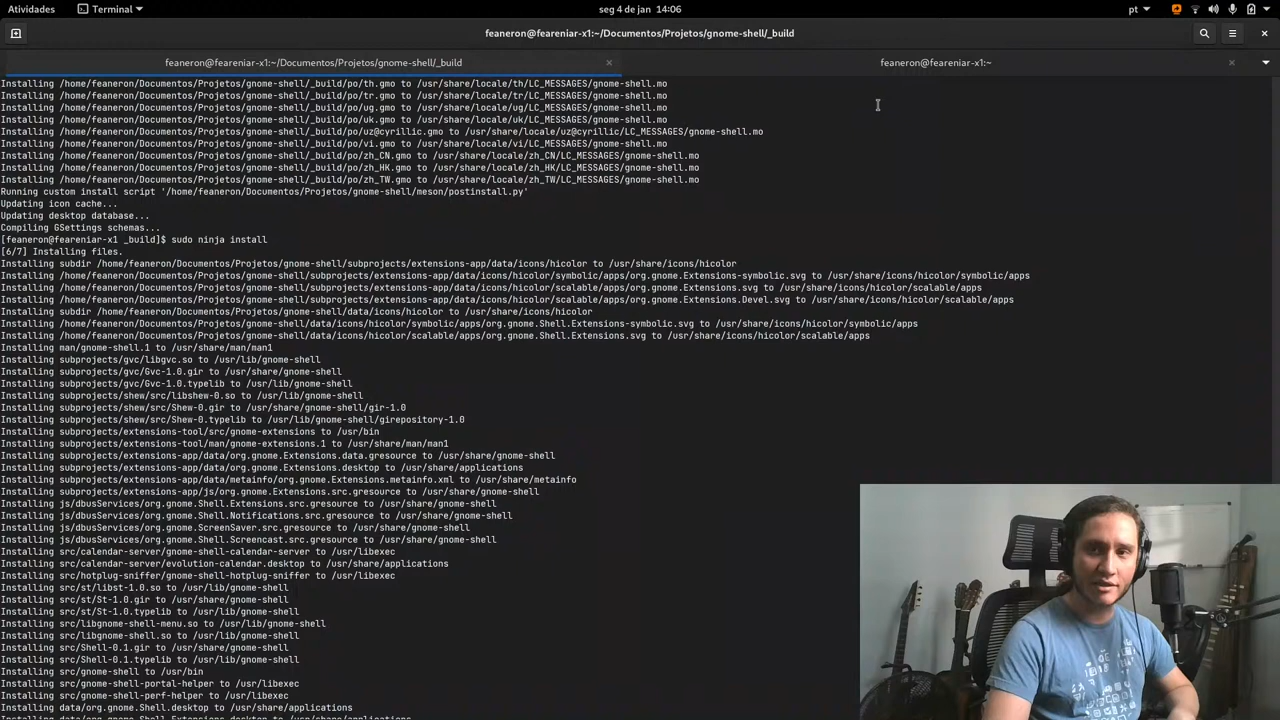 Atividades
Terminal
seg 4 de jan 14:06
pt
feaneron@feareniar-x1:~/Documentos/Projetos/gnome-shell/_build
feaneron@feareniar-x1:~/Documentos/Projetos/gnome-shell/_build
feaneron@feareniar-x1:~
Installing /home/feaneron/Documentos/Projetos/gnome-shell/_build/po/th.gmo to /usr/share/locale/th/LC_MESSAGES/gnome-shell.mo
Installing /home/feaneron/Documentos/Projetos/gnome-shell/_build/po/tr.gmo to /usr/share/locale/tr/LC_MESSAGES/gnome-shell.mo
Installing /home/feaneron/Documentos/Projetos/gnome-shell/_build/po/ug.gmo to /usr/share/locale/ug/LC_MESSAGES/gnome-shell.mo
Installing /home/feaneron/Documentos/Projetos/gnome-shell/_build/po/uk.gmo to /usr/share/locale/uk/LC_MESSAGES/gnome-shell.mo
Installing /home/feaneron/Documentos/Projetos/gnome-shell/_build/po/uz@cyrillic.gmo to /usr/share/locale/uz@cyrillic/LC_MESSAGES/gnome-shell.mo
Installing /home/feaneron/Documentos/Projetos/gnome-shell/_build/po/vi.gmo to /usr/share/locale/vi/LC_MESSAGES/gnome-shell.mo
Installing /home/feaneron/Documentos/Projetos/gnome-shell/_build/po/zh_CN.gmo to /usr/share/locale/zh_CN/LC_MESSAGES/gnome-shell.mo
Installing /home/feaneron/Documentos/Projetos/gnome-shell/_build/po/zh_HK.gmo to /usr/share/locale/zh_HK/LC_MESSAGES/gnome-shell.mo
Installing /home/feaneron/Documentos/Projetos/gnome-shell/_build/po/zh_TW.gmo to /usr/share/locale/zh_TW/LC_MESSAGES/gnome-shell.mo
Running custom install script '/home/feaneron/Documentos/Projetos/gnome-shell/meson/postinstall.py'
Updating icon cache...
Updating desktop database...
Compiling GSettings schemas...
[feaneron@feareniar-x1 _build]$ sudo ninja install
[6/7] Installing files.
Installing subdir /home/feaneron/Documentos/Projetos/gnome-shell/subprojects/extensions-app/data/icons/hicolor to /usr/share/icons/hicolor
Installing /home/feaneron/Documentos/Projetos/gnome-shell/subprojects/extensions-app/data/icons/hicolor/symbolic/apps/org.gnome.Extensions-symbolic.svg to /usr/share/icons/hicolor/symbolic/apps
Installing /home/feaneron/Documentos/Projetos/gnome-shell/subprojects/extensions-app/data/icons/hicolor/scalable/apps/org.gnome.Extensions.svg to /usr/share/icons/hicolor/scalable/apps
Installing /home/feaneron/Documentos/Projetos/gnome-shell/subprojects/extensions-app/data/icons/hicolor/scalable/apps/org.gnome.Extensions.Devel.svg to /usr/share/icons/hicolor/scalable/apps
Installing subdir /home/feaneron/Documentos/Projetos/gnome-shell/data/icons/hicolor to /usr/share/icons/hicolor
Installing /home/feaneron/Documentos/Projetos/gnome-shell/data/icons/hicolor/symbolic/apps/org.gnome.Shell.Extensions-symbolic.svg to /usr/share/icons/hicolor/symbolic/apps
Installing /home/feaneron/Documentos/Projetos/gnome-shell/data/icons/hicolor/scalable/apps/org.gnome.Shell.Extensions.svg to /usr/share/icons/hicolor/scalable/apps
Installing man/gnome-shell.1 to /usr/share/man/man1
Installing subprojects/gvc/libgvc.so to /usr/lib/gnome-shell
Installing subprojects/gvc/Gvc-1.0.gir to /usr/share/gnome-shell
Installing subprojects/gvc/Gvc-1.0.typelib to /usr/lib/gnome-shell
Installing subprojects/shew/src/libshew-0.so to /usr/lib/gnome-shell
Installing subprojects/shew/src/Shew-0.gir to /usr/share/gnome-shell/gir-1.0
Installing subprojects/shew/src/Shew-0.typelib to /usr/lib/gnome-shell/girepository-1.0
Installing subprojects/extensions-tool/src/gnome-extensions to /usr/bin
Installing subprojects/extensions-tool/man/gnome-extensions.1 to /usr/share/man/man1
Installing subprojects/extensions-app/data/org.gnome.Extensions.data.gresource to /usr/share/gnome-shell
Installing subprojects/extensions-app/data/org.gnome.Extensions.desktop to /usr/share/applications
Installing subprojects/extensions-app/data/metainfo/org.gnome.Extensions.metainfo.xml to /usr/share/metainfo
Installing subprojects/extensions-app/js/org.gnome.Extensions.src.gresource to /usr/share/gnome-shell
Installing js/dbusServices/org.gnome.Shell.Extensions.src.gresource to /usr/share/gnome-shell
Installing js/dbusServices/org.gnome.Shell.Notifications.src.gresource to /usr/share/gnome-shell
Installing js/dbusServices/org.gnome.ScreenSaver.src.gresource to /usr/share/gnome-shell
Installing js/dbusServices/org.gnome.Shell.Screencast.src.gresource to /usr/share/gnome-shell
Installing src/calendar-server/gnome-shell-calendar-server to /usr/libexec
Installing src/calendar-server/evolution-calendar.desktop to /usr/share/applications
Installing src/hotplug-sniffer/gnome-shell-hotplug-sniffer to /usr/libexec
Installing src/st/libst-1.0.so to /usr/lib/gnome-shell
Installing src/st/St-1.0.gir to /usr/share/gnome-shell
Installing src/st/St-1.0.typelib to /usr/lib/gnome-shell
Installing src/libgnome-shell-menu.so to /usr/lib/gnome-shell
Installing src/libgnome-shell.so to /usr/lib/gnome-shell
Installing src/Shell-0.1.gir to /usr/share/gnome-shell
Installing src/Shell-0.1.typelib to /usr/lib/gnome-shell
Installing src/gnome-shell to /usr/bin
Installing src/gnome-shell-portal-helper to /usr/libexec
Installing src/gnome-shell-perf-helper to /usr/libexec
Installing data/org.gnome.Shell.desktop to /usr/share/applications
Installing data/org.gnome.Shell.Extensions.desktop to /usr/share/applications